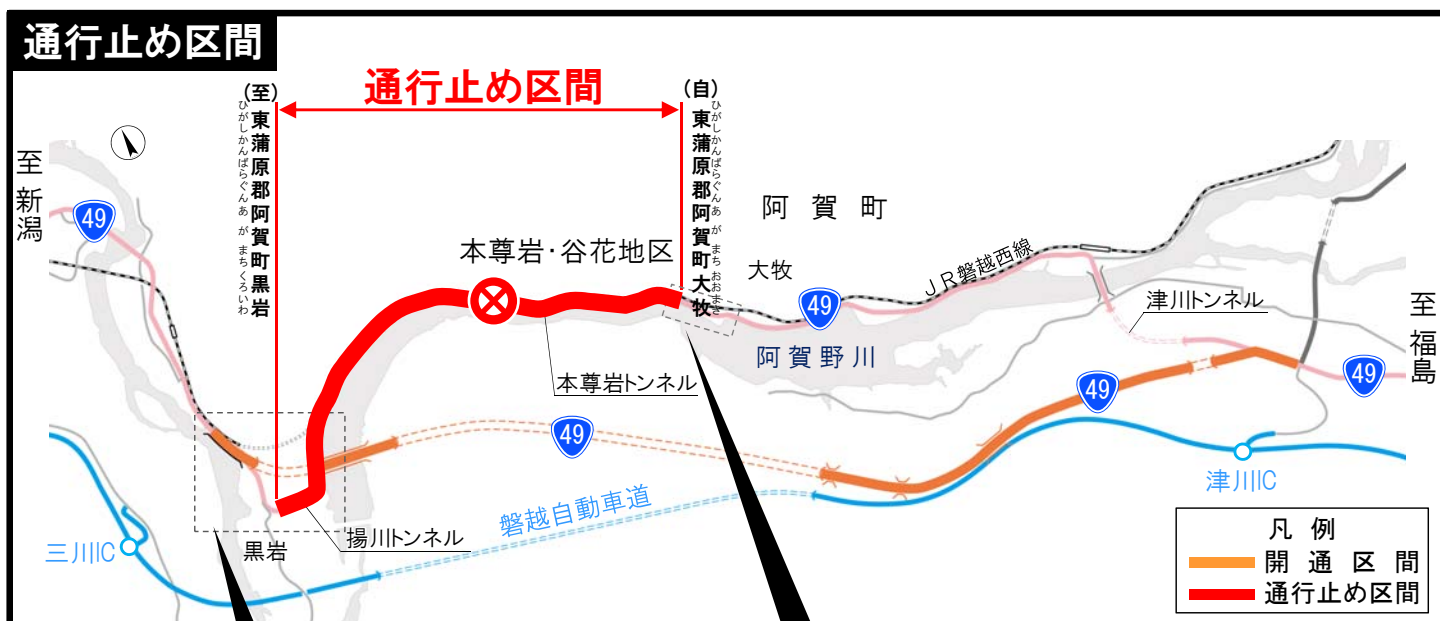 通行止め区間
通行止め区間
(至)
東蒲原郡阿賀町黒岩
ひがしかんばらぐんあがまちくろいわ
(自)
東蒲原郡阿賀町大牧
ひがしかんばらぐんあがまちおおまき
至新潟
49
本尊岩・谷花地区
阿賀町
大牧
49
JR磐越西線
阿賀野川
津川トンネル
至福島
本尊岩トンネル
49
49
49
磐越自動車道
津川IC
揚川トンネル
黒岩
三川IC
凡例
開通区間
通行止め区間